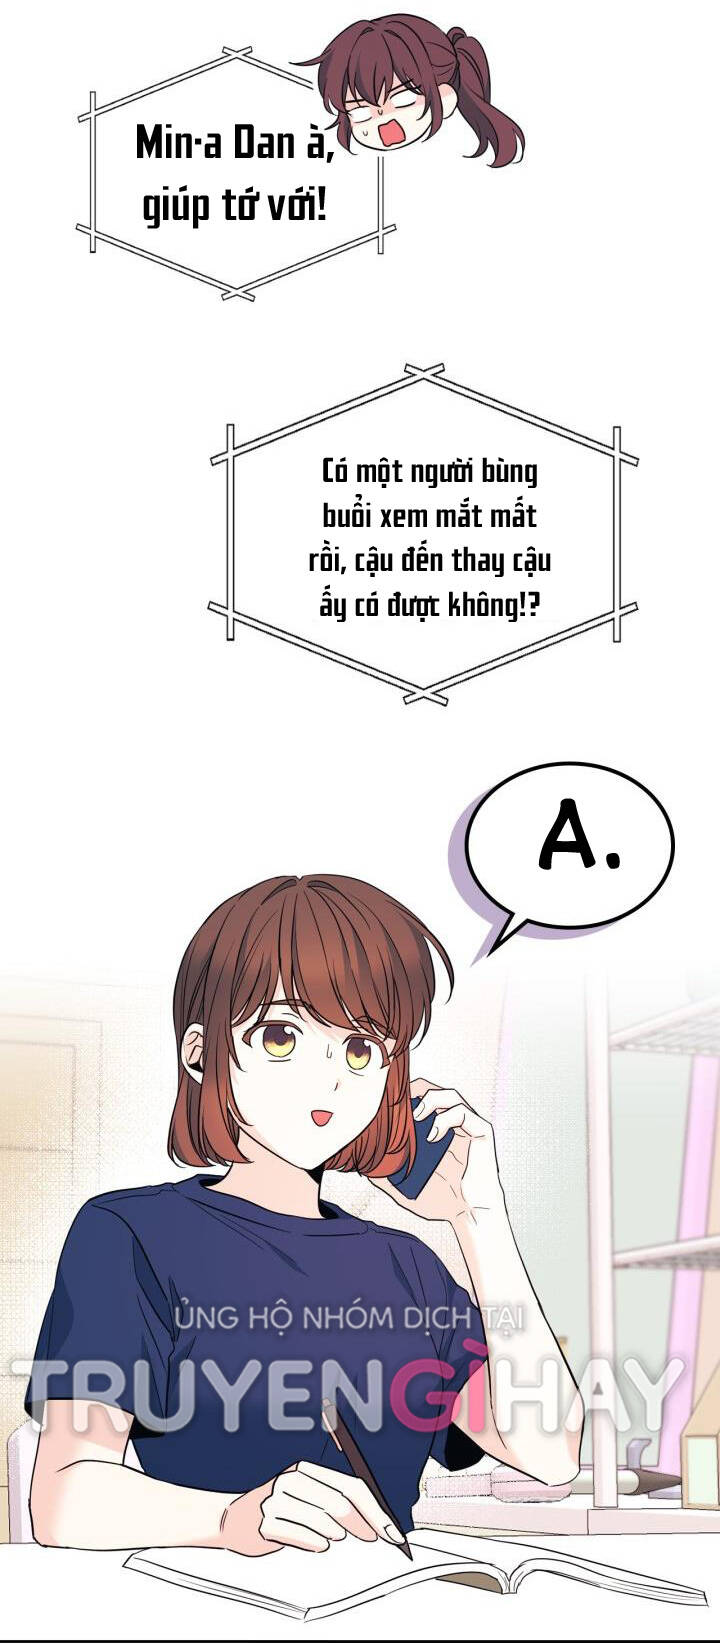 Min-a Dan à,
giúp tớ với!
Có một người bùng
buổi xem mắt mất
rồi, cậu đến thay cậu
ấy có được không!?
A.
ỦNG HỘ NHÓM DỊCH TẠI
TRUYENGÌHAY